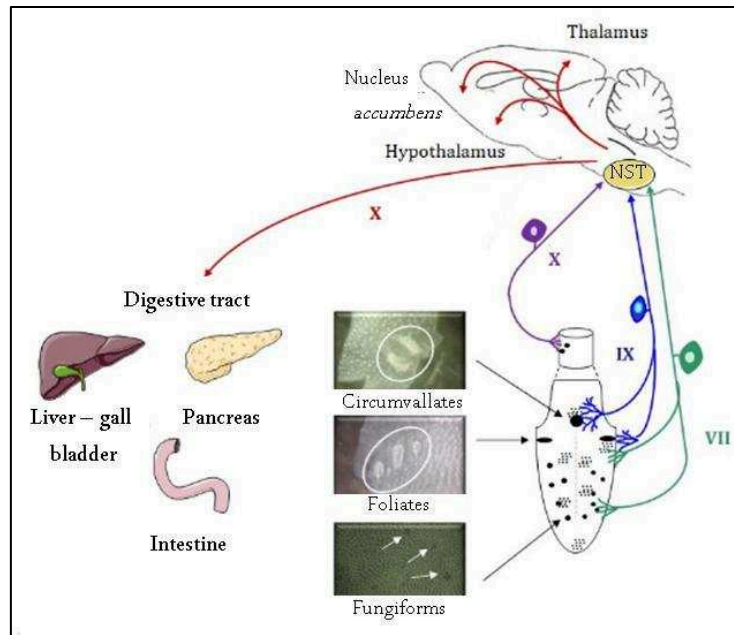 Thalamus
Nucleus
accumbens
Hypothalamus
NST
X
X
Digestive tract
IX
Circumvallates
Liver – gall
bladder
Pancreas
VII
Foliates
Intestine
Fungiforms